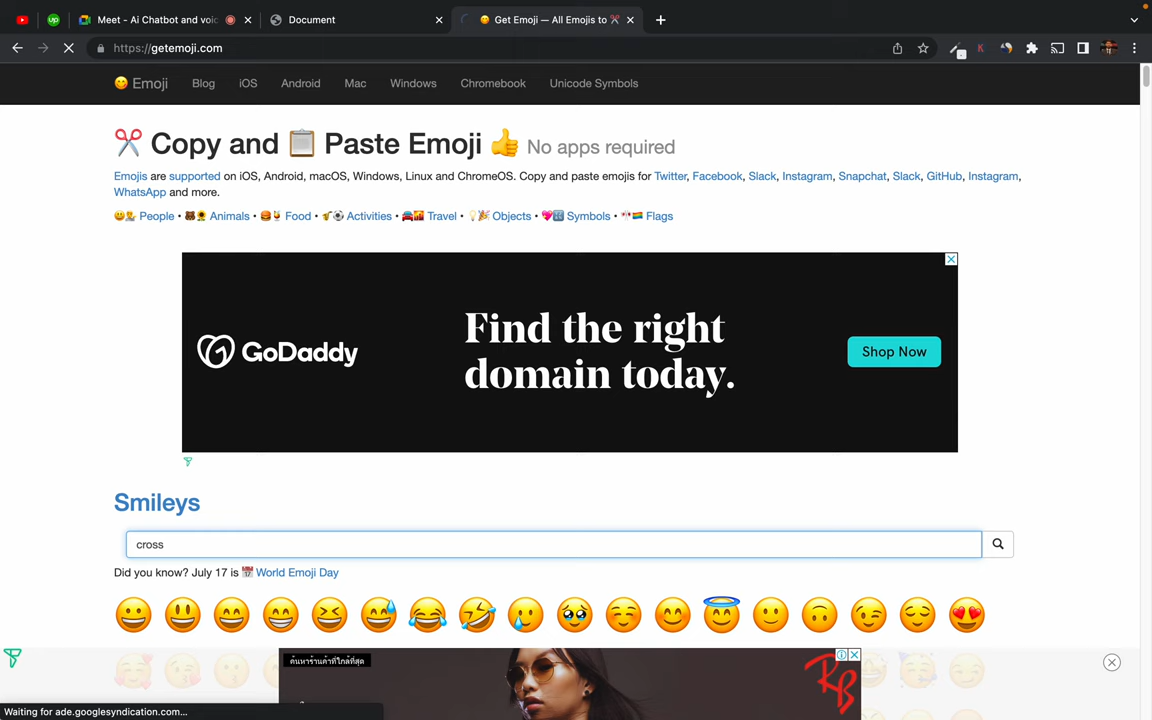 Meet - Ai Chatbot and voic
Document
Get Emoji — All Emojis to ✂️
https://getemoji.com
😊 Emoji Blog iOS Android Mac Windows Chromebook Unicode Symbols
✂️ Copy and 📋 Paste Emoji 👍 No apps required
Emojis are supported on iOS, Android, macOS, Windows, Linux and ChromeOS. Copy and paste emojis for Twitter, Facebook, Slack, Instagram, Snapchat, Slack, GitHub, Instagram,
WhatsApp and more.
People • Animals • Food • Activities • Travel • Objects • Symbols • Flags
GoDaddy
Find the right
domain today.
Shop Now
Smileys
cross
Did you know? July 17 is 📅 World Emoji Day
ค้นหาร้านค้าที่ใกล้ที่สุด
RB
Waiting for ade.googlesyndication.com...